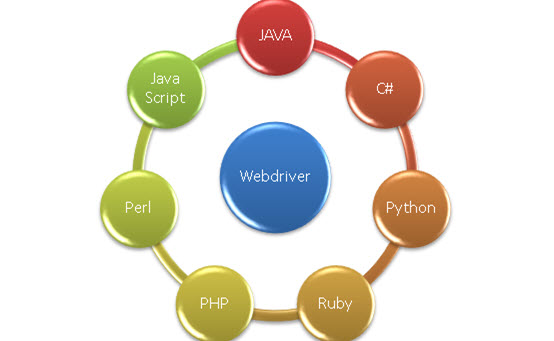 JAVA
C#
Python
Ruby
PHP
Perl
Java
Script
Webdriver